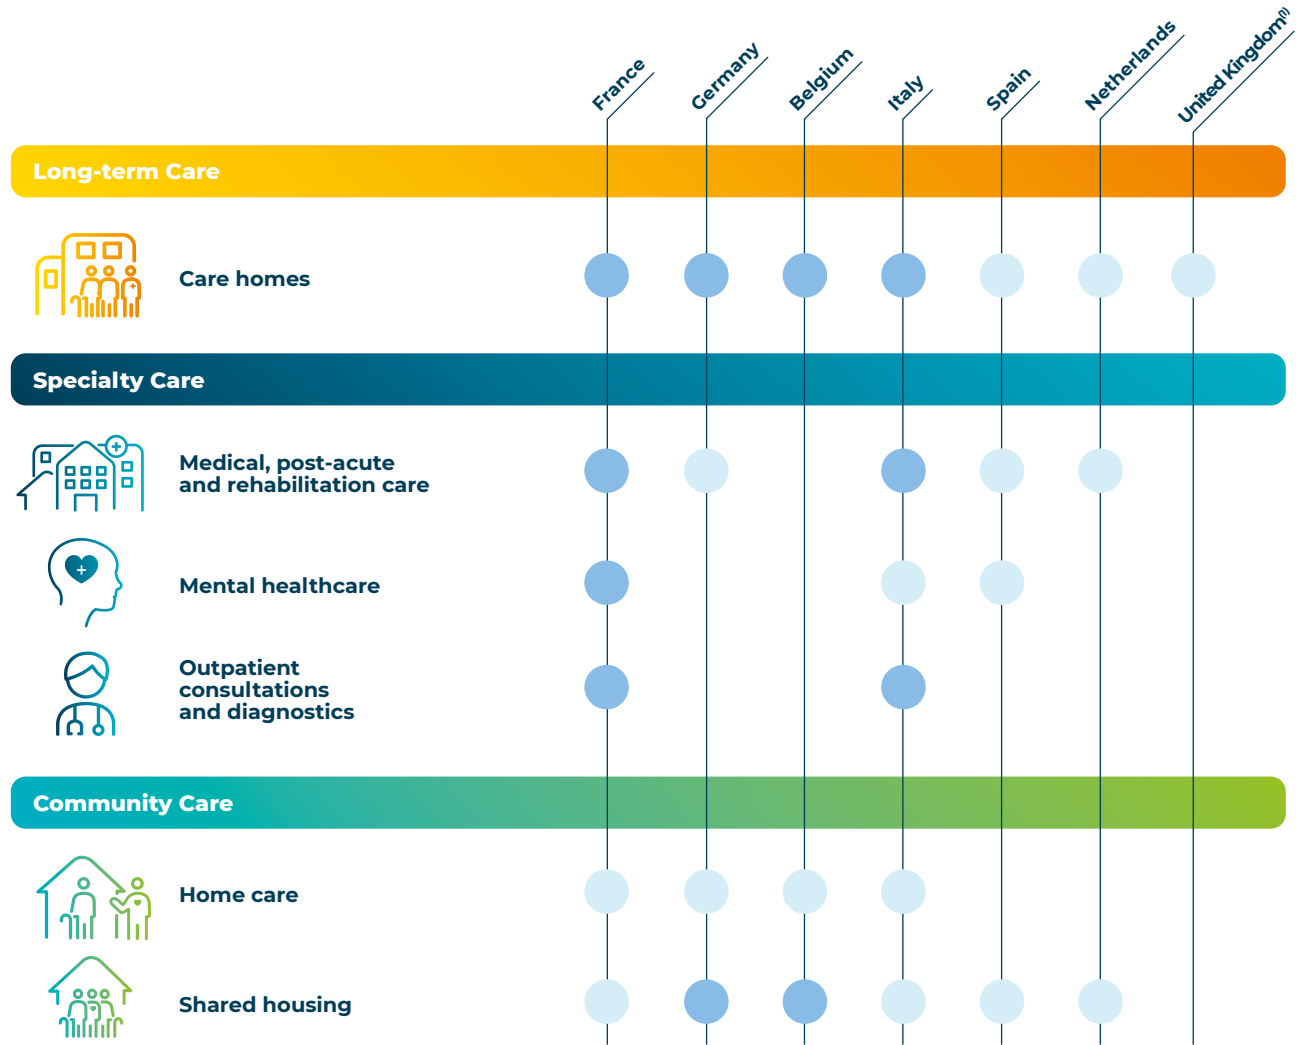 France
Germany
Belgium
Italy
Spain
Netherlands
United Kingdom(1)
Long-term Care
Care homes
Specialty Care
Medical, post-acute
and rehabilitation care
Mental healthcare
Outpatient
consultations
and diagnostics
Community Care
Home care
Shared housing